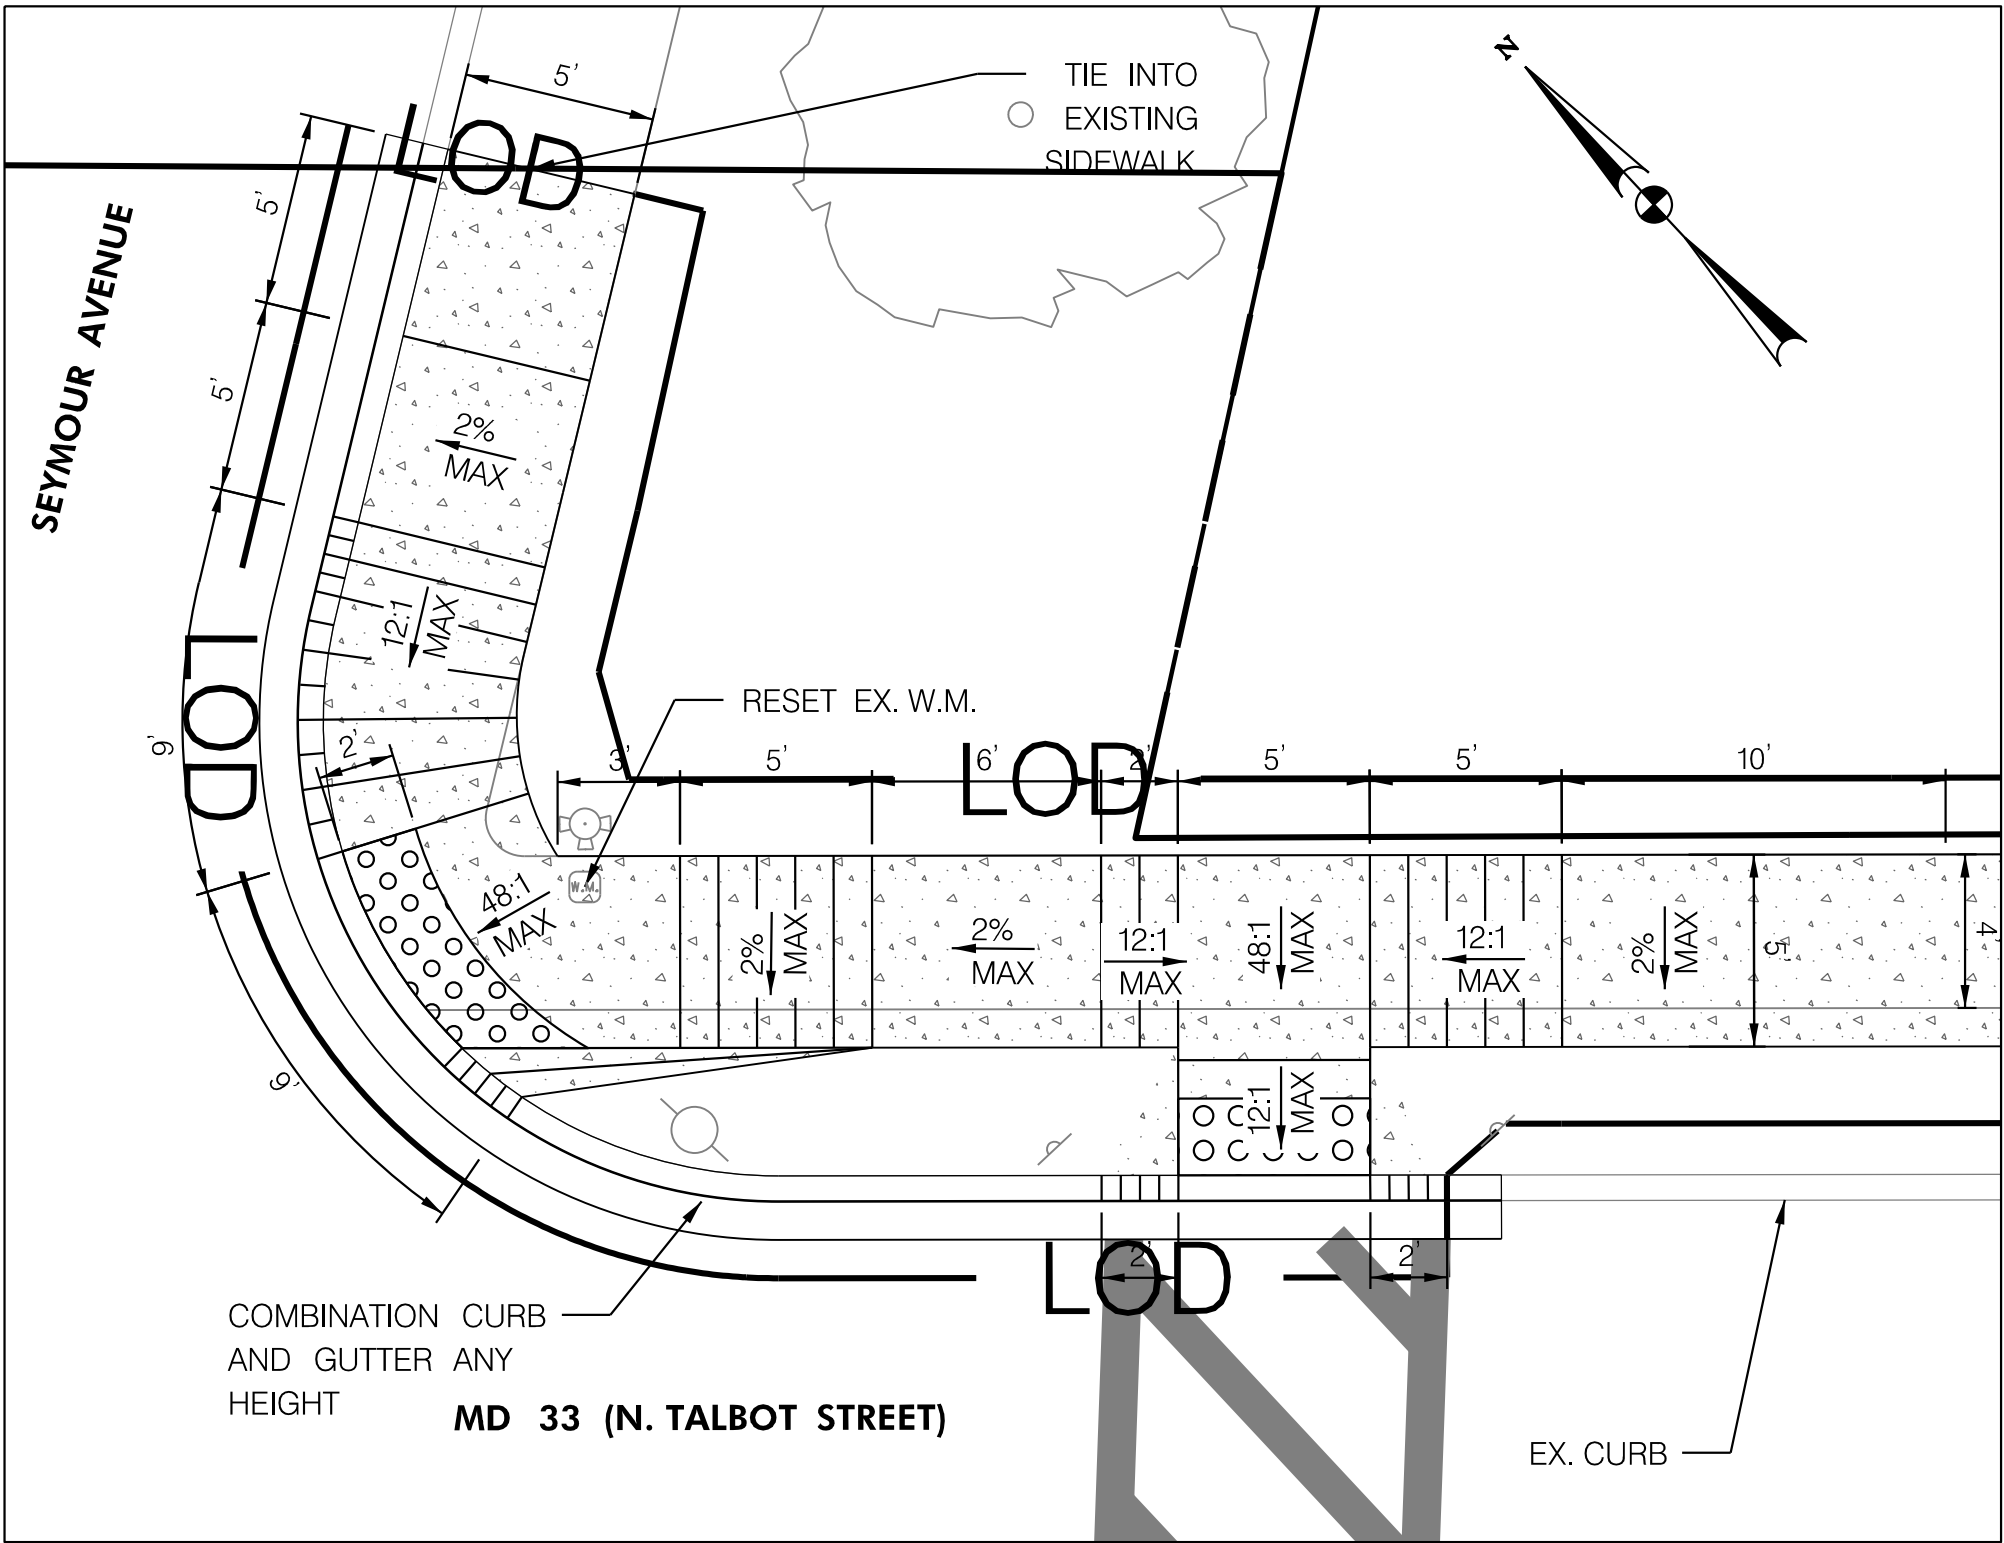 N
5'
TIE INTO
EXISTING
SIDEWALK
LOD
5'
SEYMOUR AVENUE
5'
2%
MAX
12:1
MAX
LOD
9'
2'
RESET EX. W.M.
3'
5'
6'
LOD
2'
5'
5'
10'
W.M.
48:1
MAX
2%
MAX
2%
MAX
12:1
MAX
48:1
MAX
12:1
MAX
2%
MAX
5'
4'
9'
12:1
MAX
LOD
2'
2'
COMBINATION CURB
AND GUTTER ANY
HEIGHT
MD 33 (N. TALBOT STREET)
EX. CURB